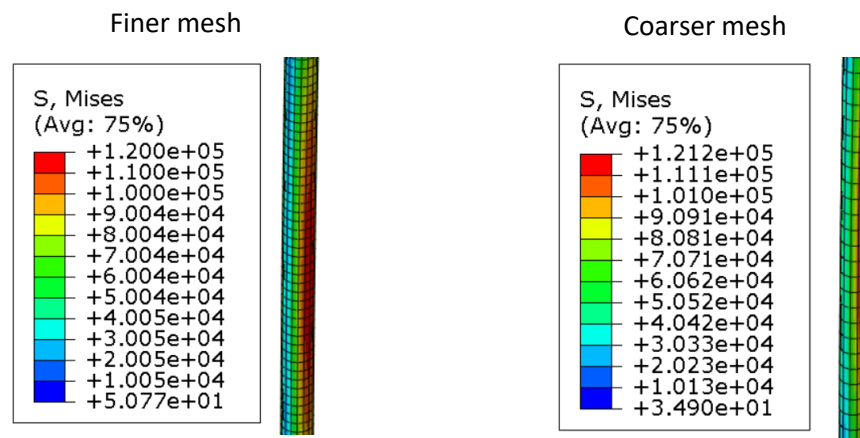 Finer mesh
Coarser mesh
S, Mises
(Avg: 75%)
+1.200e+05
+1.100e+05
+1.000e+05
+9.004e+04
+8.004e+04
+7.004e+04
+6.004e+04
+5.004e+04
+4.005e+04
+3.005e+04
+2.005e+04
+1.005e+04
+5.077e+01
S, Mises
(Avg: 75%)
+1.212e+05
+1.111e+05
+1.010e+05
+9.091e+04
+8.081e+04
+7.071e+04
+6.062e+04
+5.052e+04
+4.042e+04
+3.033e+04
+2.023e+04
+1.013e+04
+3.490e+01